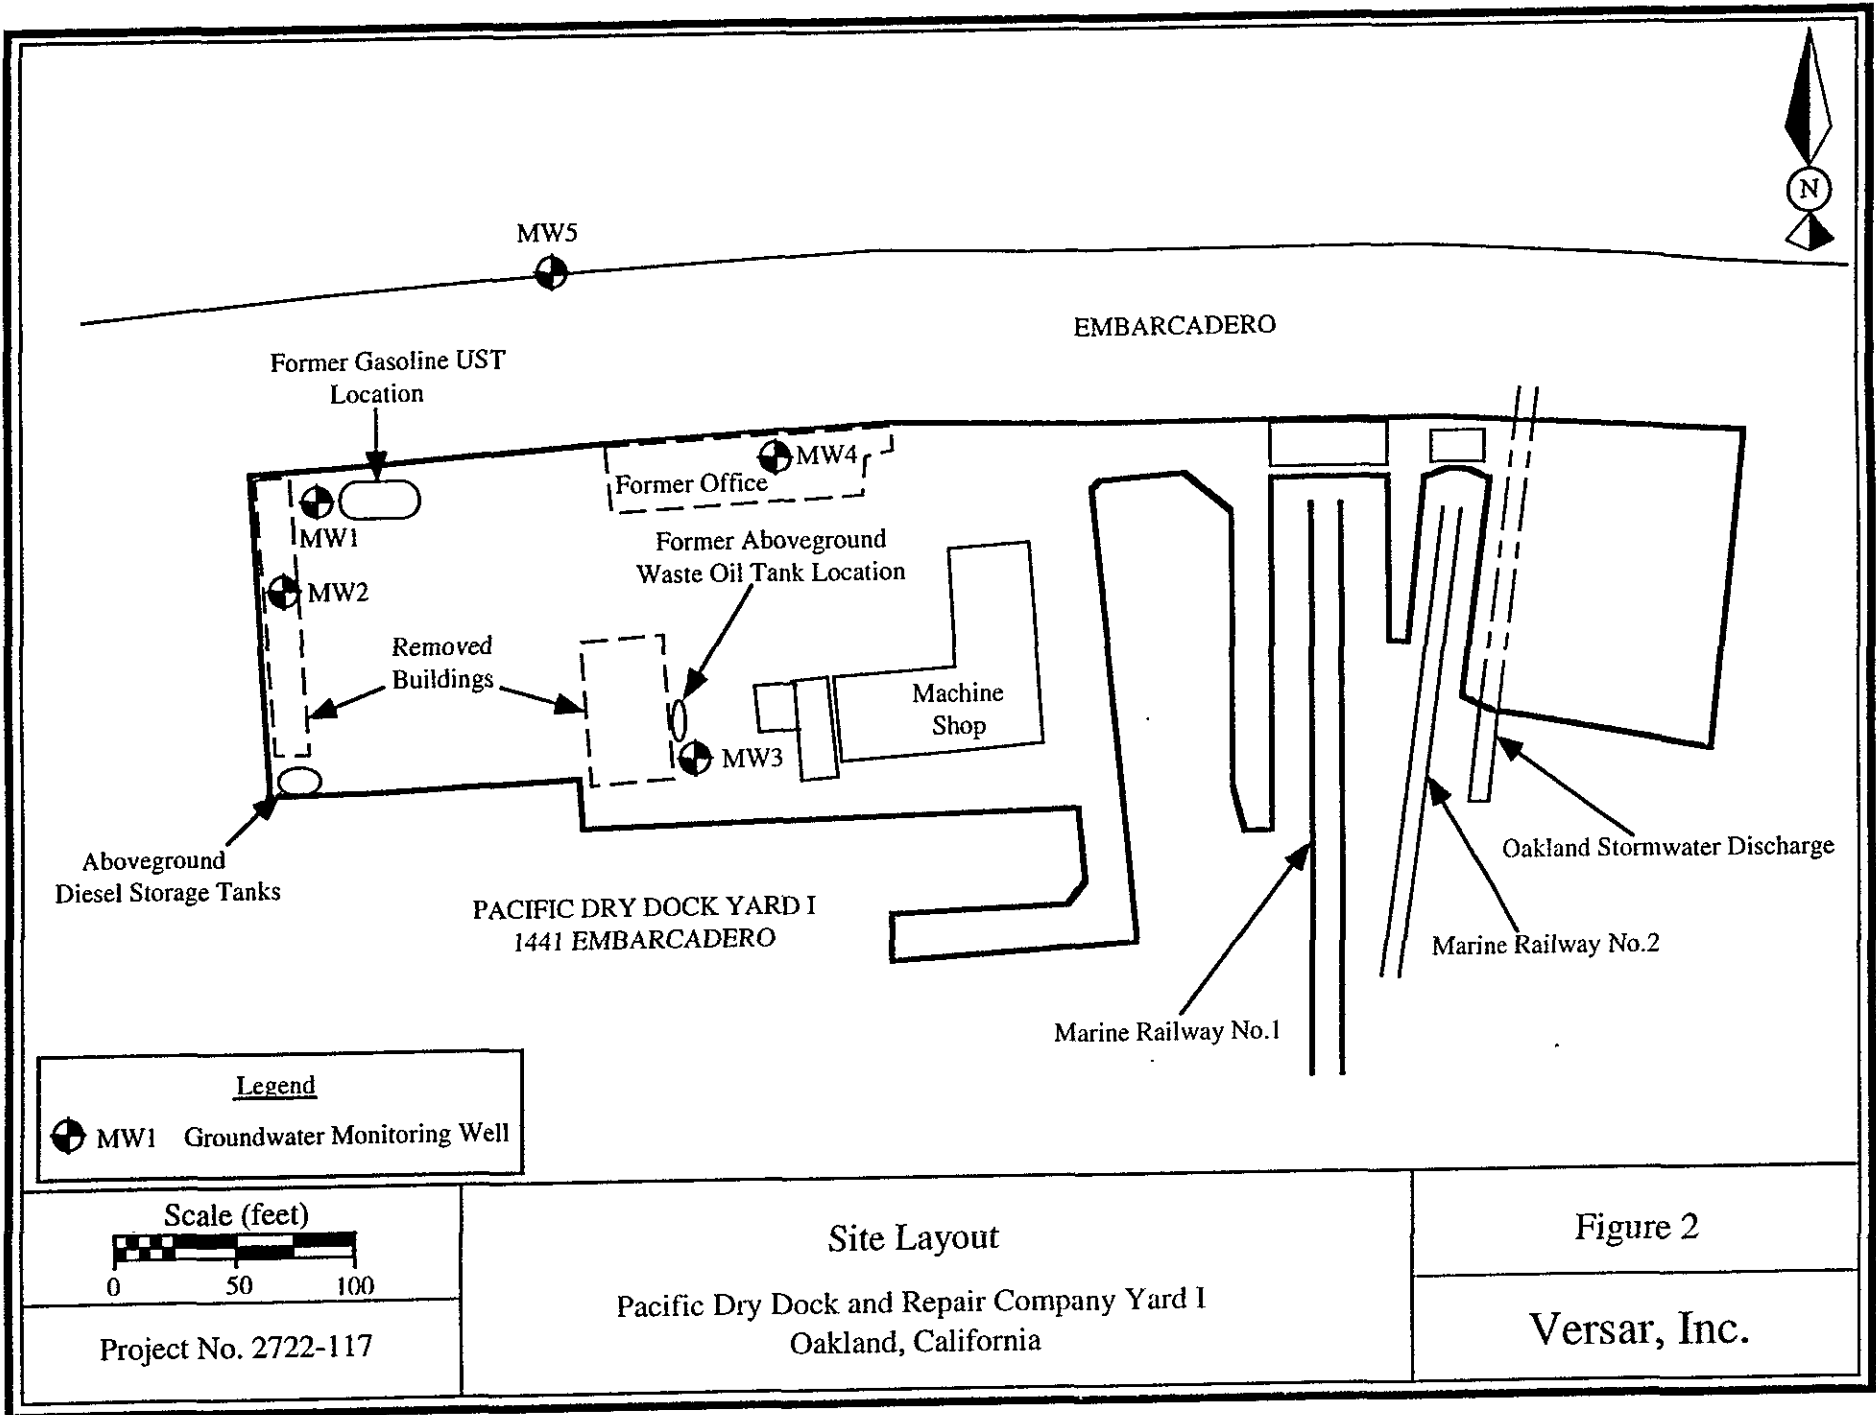 N
MW5
EMBARCADERO
Former Gasoline UST
Location
MW4
Former Office
MW1
Former Aboveground
Waste Oil Tank Location
MW2
Removed
Buildings
Machine
Shop
MW3
Aboveground
Diesel Storage Tanks
Oakland Stormwater Discharge
PACIFIC DRY DOCK YARD I
1441 EMBARCADERO
Marine Railway No.2
Marine Railway No.1
Legend
MW1 Groundwater Monitoring Well
Scale (feet)
0 50 100
Project No. 2722-117
Site Layout
Pacific Dry Dock and Repair Company Yard I
Oakland, California
Figure 2
Versar, Inc.